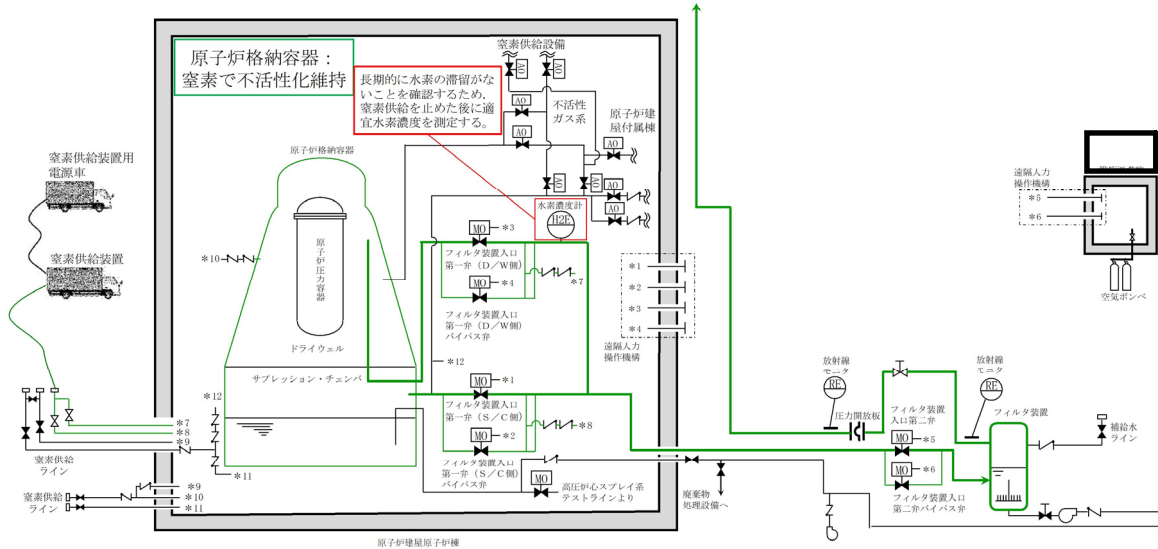 原子炉格納容器：
窒素で不活性化維持
長期的に水素の滞留がな
いことを確認するため,
窒素供給を止めた後に適
宜水素濃度を測定する。
窒素供給設備
AO
AO
AO
AO
不活性
ガス系
原子炉建
屋付属棟
AO
AO
AO
AO
AO
水素濃度計
H2E
原子炉格納容器
原子炉圧力容器
ドライウェル
サプレッション・チェンバ
窒素供給装置用
電源車
窒素供給装置
*10
MO
*3
フィルタ装置入口
第一弁（D／W側）
MO
*4
*7
フィルタ装置入口
第一弁（D／W側）
バイパス弁
*12
MO
*1
フィルタ装置入口
第一弁（S／C側）
MO
*2
*8
フィルタ装置入口
第一弁（S／C側）
バイパス弁
MO
高圧炉心スプレイ系
テストラインより
*1
*2
*3
*4
遠隔人力
操作機構
遠隔人力
操作機構
*5
*6
空気ボンベ
*12
*7
*8
*9
*11
窒素供給
ライン
*9
*10
*11
窒素供給
ライン
廃棄物
処理設備へ
放射線
モニタ
RE
圧力開放板
放射線
モニタ
RE
フィルタ装置
フィルタ装置
入口第二弁
MO
*5
MO
*6
フィルタ装置入口
第二弁バイパス弁
補給水
ライン
原子炉建屋原子炉棟